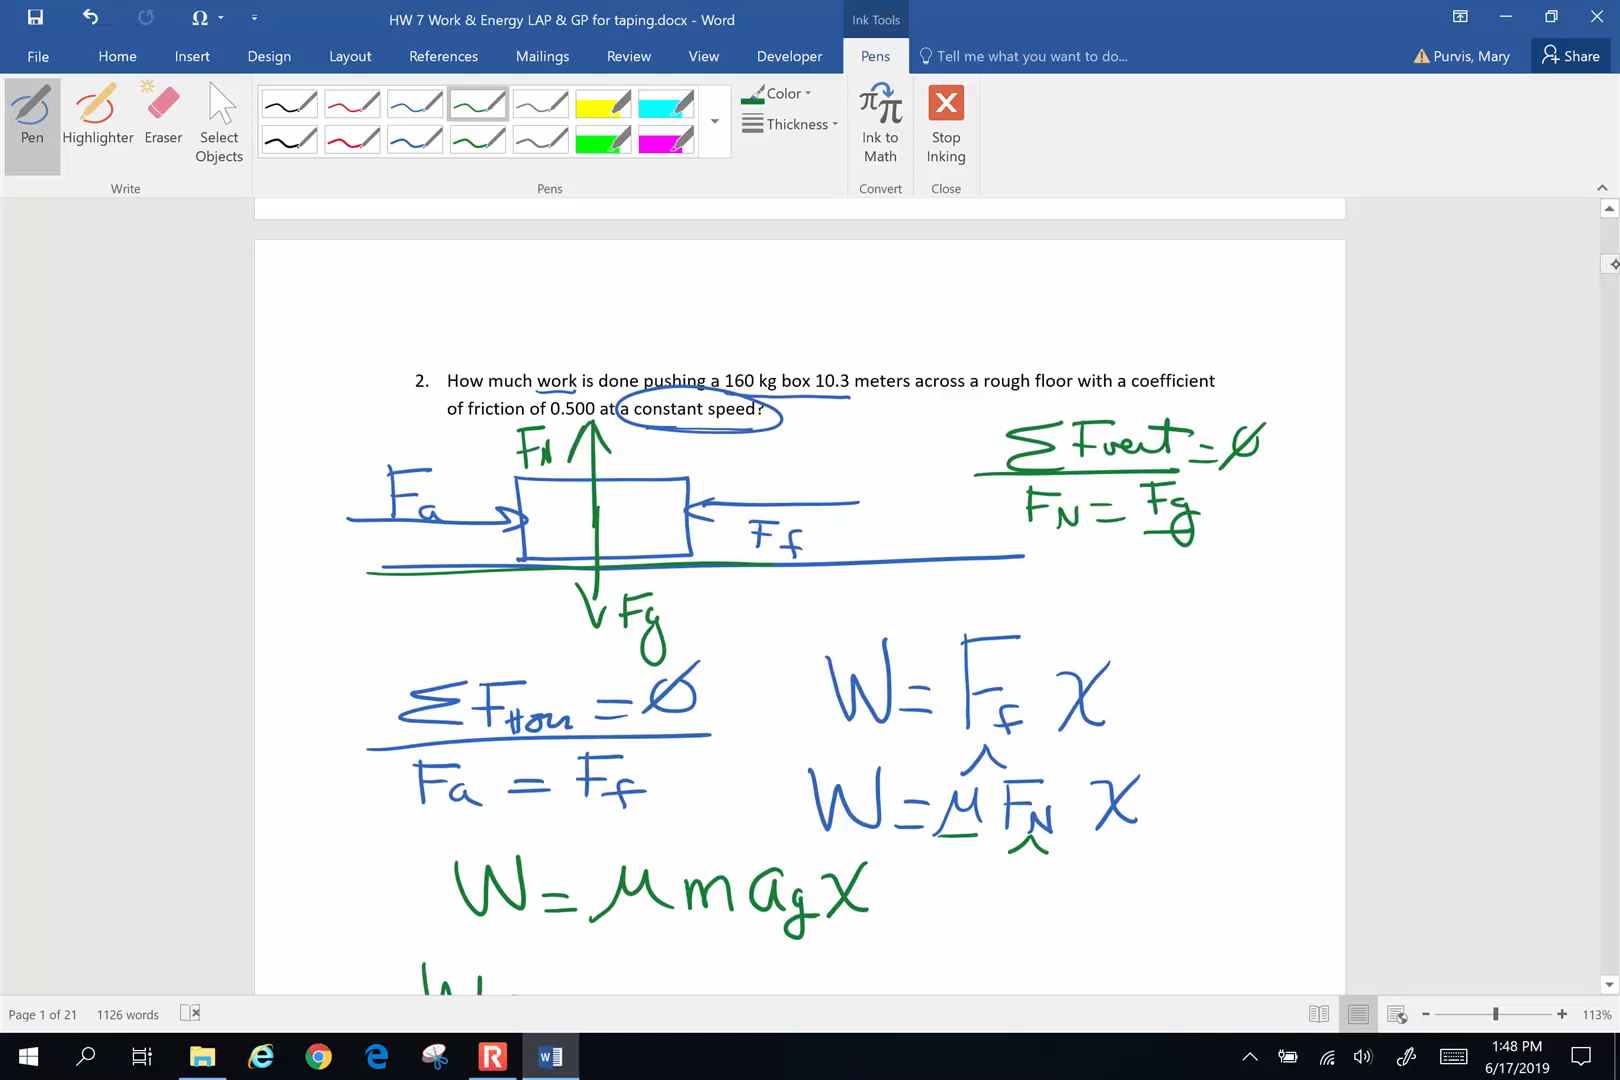 HW 7 Work & Energy LAP & GP for taping.docx - Word
Ink Tools
File Home Insert Design Layout References Mailings Review View Developer Pens Tell me what you want to do... Purvis, Mary Share
Pen Highlighter Eraser Select Objects
Color
Thickness
Ink to Math
Stop Inking
Write Pens Convert Close
2. How much work is done pushing a 160 kg box 10.3 meters across a rough floor with a coefficient
of friction of 0.500 at a constant speed?
ΣFvert = ∅
FN
FN = Fg
Fa
Ff
Fg
ΣFHor = ∅
W = Ff x
Fa = Ff
W = μ FN x
W = μ m ag x
W
Page 1 of 21 1126 words 113%
1:48 PM
6/17/2019